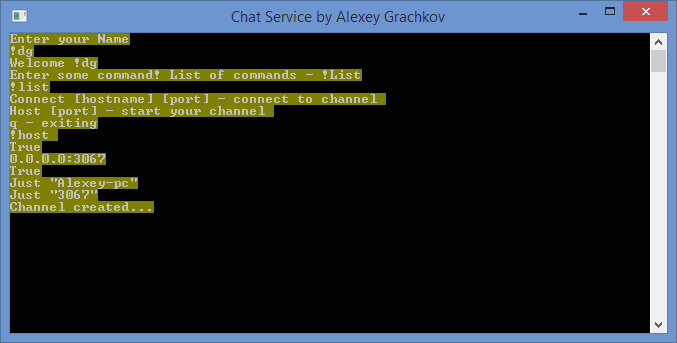 Chat Service by Alexey Grachkov
Enter your Name
!dg
Welcome !dg
Enter some command! List of commands - !List
!list
Connect [hostname] [port] - connect to channel
Host [port] - start your channel
q - exiting
!host
True
0.0.0.0:3067
True
Just "Alexey-pc"
Just "3067"
Channel created...